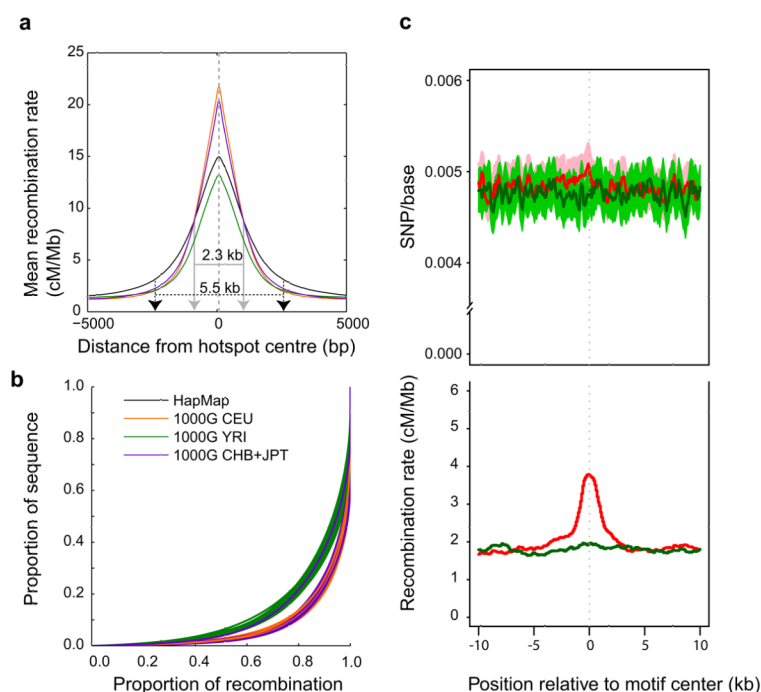 a
Mean recombination rate
(cM/Mb)
25
20
15
10
5
0
2.3 kb
5.5 kb
−5000
0
5000
Distance from hotspot centre (bp)
b
Proportion of sequence
1.0
0.8
0.6
0.4
0.2
0.0
HapMap
1000G CEU
1000G YRI
1000G CHB+JPT
0.0
0.2
0.4
0.6
0.8
1.0
Proportion of recombination
c
SNP/base
0.006
0.005
0.004
0.000
Recombination rate (cM/Mb)
6
5
4
3
2
1
0
-10
-5
0
5
10
Position relative to motif center (kb)